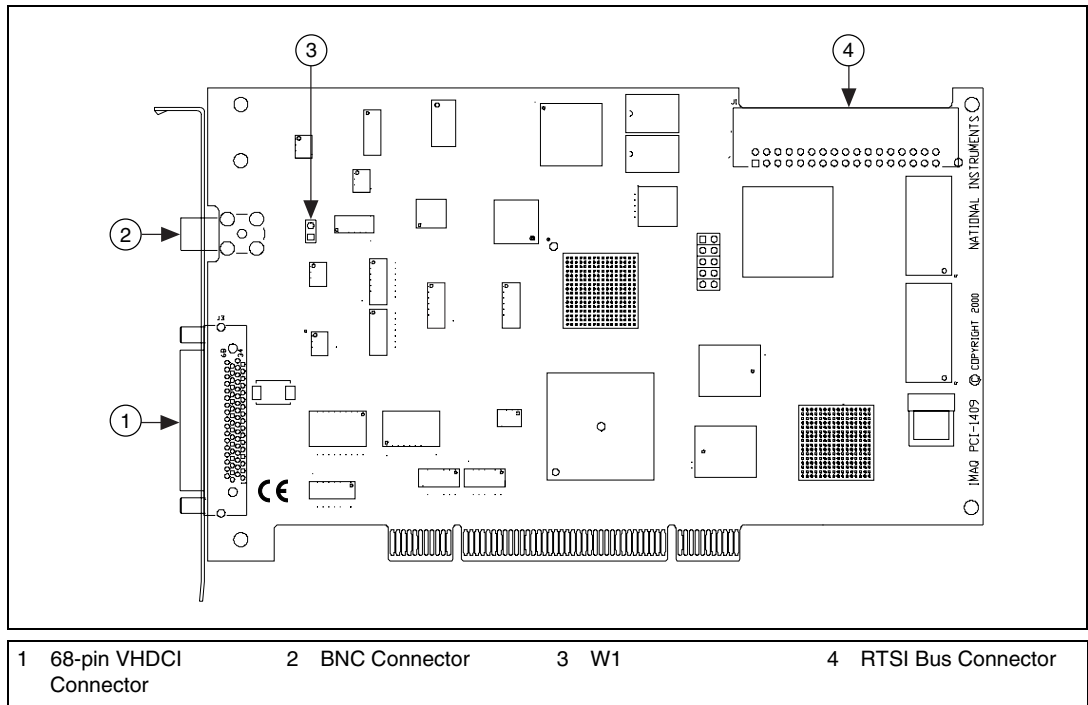 3
4
J1
NATIONAL INSTRUMENTS
2
J3
68
34
1
1
CE
© COPYRIGHT 2000
IMAQ PCI-1409
1 68-pin VHDCI Connector
2 BNC Connector
3 W1
4 RTSI Bus Connector